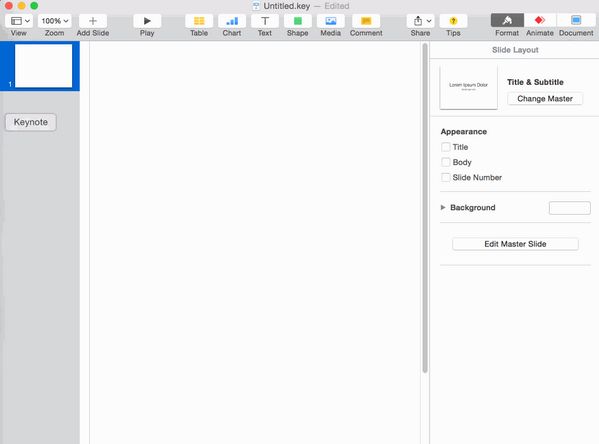 Untitled.key — Edited
View
100%
Zoom
Add Slide
Play
Table
Chart
Text
Shape
Media
Comment
Share
Tips
Format
Animate
Document
1
Keynote
Slide Layout
Lorem Ipsum Dolor
Title & Subtitle
Change Master
Appearance
Title
Body
Slide Number
Background
Edit Master Slide